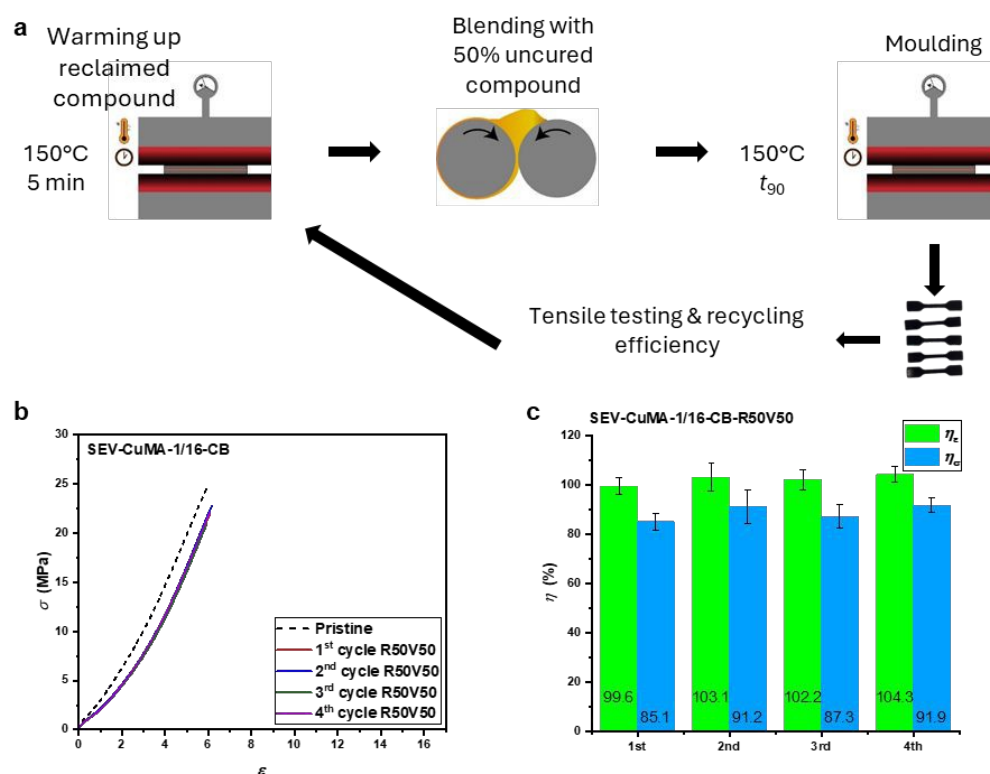 a
Warming up
reclaimed
compound
150°C
5 min
Blending with
50% uncured
compound
Moulding
150°C
t₉₀
Tensile testing & recycling
efficiency
b
SEV-CuMA-1/16-CB
30
25
20
15
10
5
0
σ (MPa)
Pristine
1ˢᵗ cycle R50V50
2ⁿᵈ cycle R50V50
3ʳᵈ cycle R50V50
4ᵗʰ cycle R50V50
0 2 4 6 8 10 12 14 16
ε
c
SEV-CuMA-1/16-CB-R50V50
η_ε
η_σ
120
100
80
60
40
20
0
η (%)
99.6 85.1 103.1 91.2 102.2 87.3 104.3 91.9
1st 2nd 3rd 4th